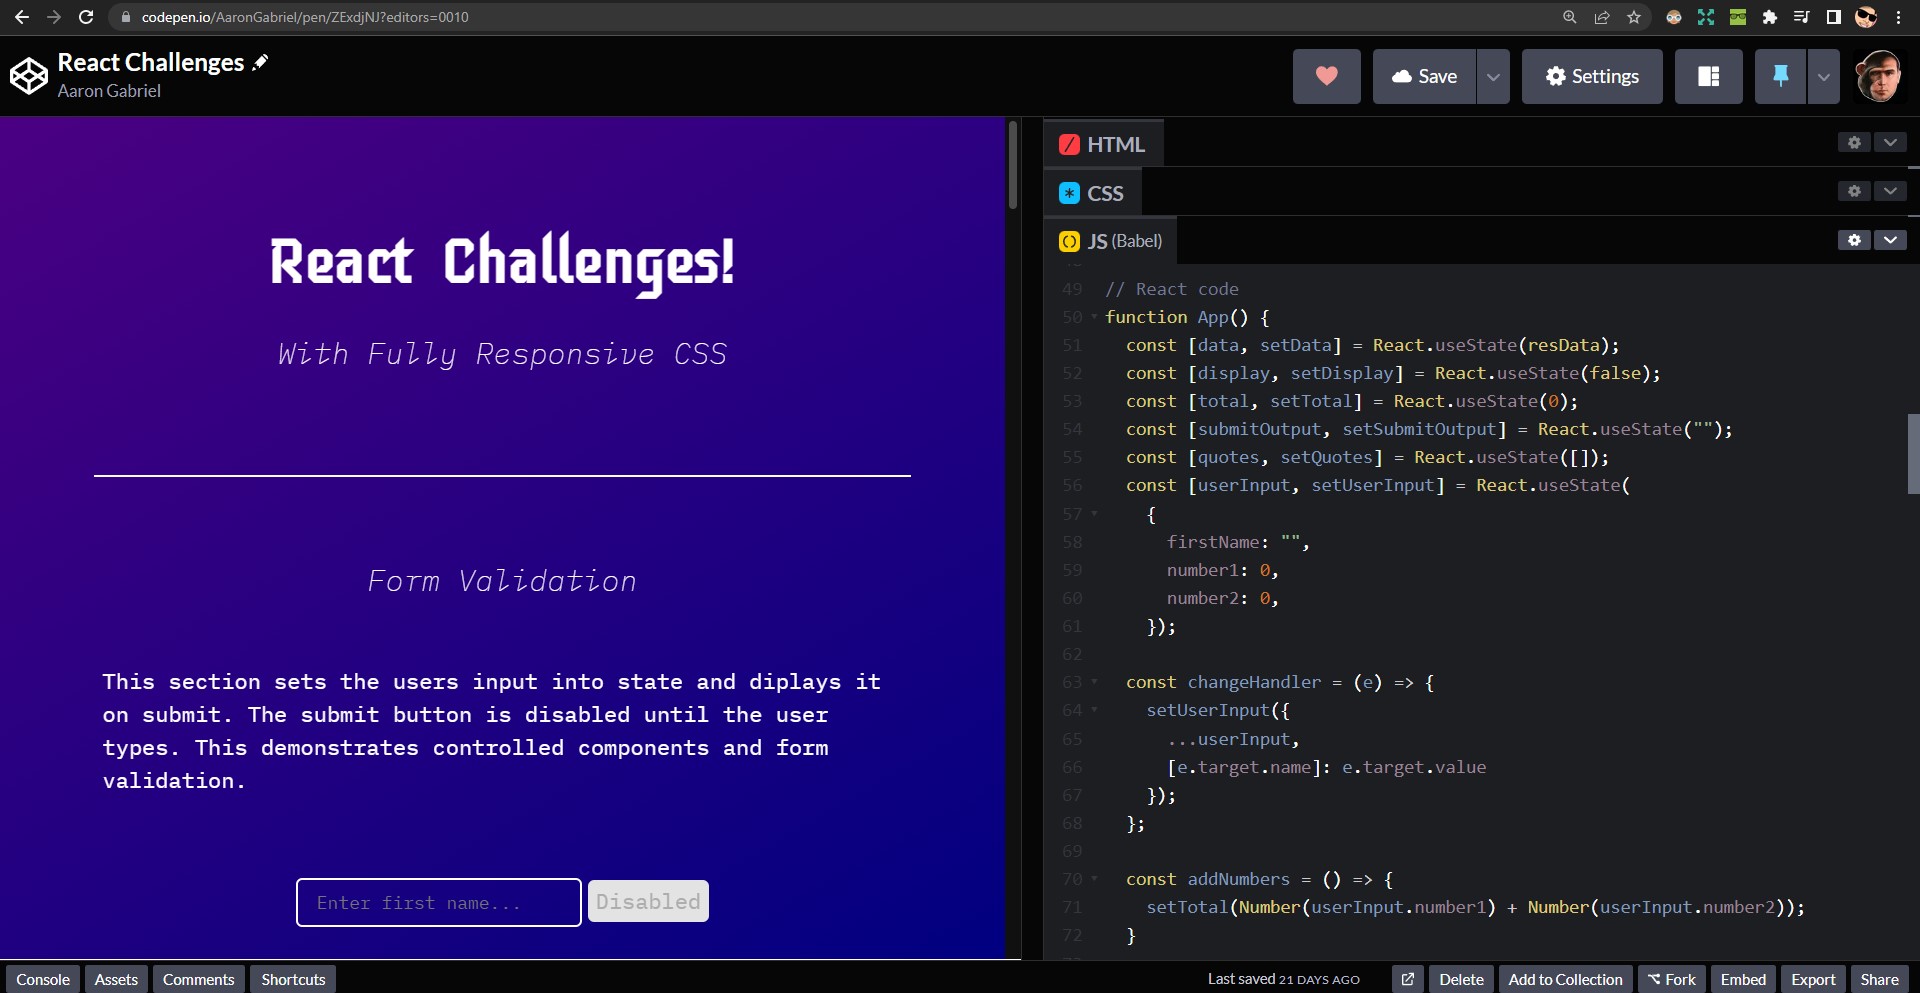 codepen.io/AaronGabriel/pen/ZExdjNJ?editors=0010
React Challenges
Aaron Gabriel
Save
Settings
React Challenges!
With Fully Responsive CSS
Form Validation
This section sets the users input into state and diplays it
on submit. The submit button is disabled until the user
types. This demonstrates controlled components and form
validation.
Enter first name...
Disabled
HTML
CSS
JS (Babel)
49 // React code
50 function App() {
51 const [data, setData] = React.useState(resData);
52 const [display, setDisplay] = React.useState(false);
53 const [total, setTotal] = React.useState(0);
54 const [submitOutput, setSubmitOutput] = React.useState("");
55 const [quotes, setQuotes] = React.useState([]);
56 const [userInput, setUserInput] = React.useState(
57 {
58 firstName: "",
59 number1: 0,
60 number2: 0,
61 });
62
63 const changeHandler = (e) => {
64 setUserInput({
65 ...userInput,
66 [e.target.name]: e.target.value
67 });
68 };
69
70 const addNumbers = () => {
71 setTotal(Number(userInput.number1) + Number(userInput.number2));
72 }
Console
Assets
Comments
Shortcuts
Last saved 21 DAYS AGO
Delete
Add to Collection
Fork
Embed
Export
Share